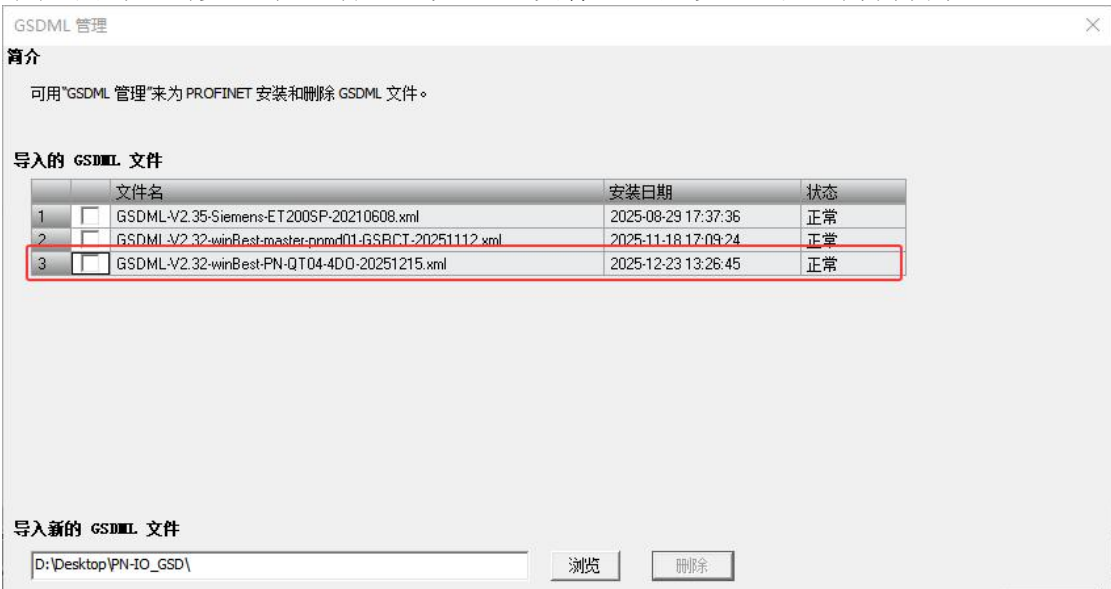 GSDML 管理
简介
可用"GSDML 管理"来为 PROFINET 安装和删除 GSDML 文件。
导入的 GSDML 文件
文件名 安装日期 状态
1 GSDML-V2.35-Siemens-ET200SP-20210608.xml 2025-08-29 17:37:36 正常
2 GSDML-V2.32-winBest-master-pnmd01-GSBCT-20251112.xml 2025-11-18 17:09:24 正常
3 GSDML-V2.32-winBest-PN-QT04-4DO-20251215.xml 2025-12-23 13:26:45 正常
导入新的 GSDML 文件
D:\Desktop\PN-IO_GSD\ 浏览 删除